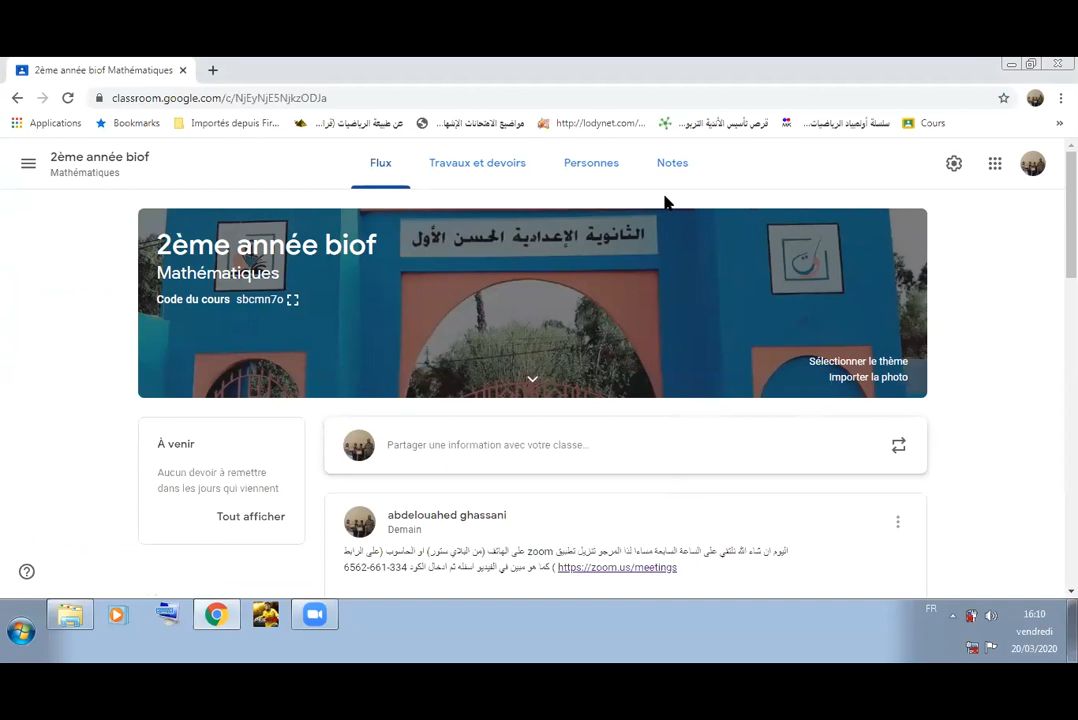 2ème année biof Mathématiques
classroom.google.com/c/NjEyNjE5NjkzODJa
Applications
Bookmarks
Importés depuis Fir...
عن طبيعة الرياضيات (قرا...
مواضيع الامتحانات الإشها...
http://lodynet.com/...
فرص تأسيس الأندية التربو...
سلسلة أولمبياد الرياضيات...
Cours
»
2ème année biof
Mathématiques
Flux
Travaux et devoirs
Personnes
Notes
الثانوية الإعدادية الحسن الأول
2ème année biof
Mathématiques
Code du cours sbcmn7o
Sélectionner le thème
Importer la photo
À venir
Aucun devoir à remettre
dans les jours qui viennent
Tout afficher
Partager une information avec votre classe...
abdelouahed ghassani
Demain
اليوم ان شاء الله نلتقي على الساعة السابعة مساءا لذا المرجو تنزيل تطبيق zoom على الهاتف (من البلاي ستور) او الحاسوب (على الرابط
https://zoom.us/meetings ) كما هو مبين في الفيديو اسفله ثم ادخال الكود 334-661-6562
FR
16:10
vendredi
20/03/2020